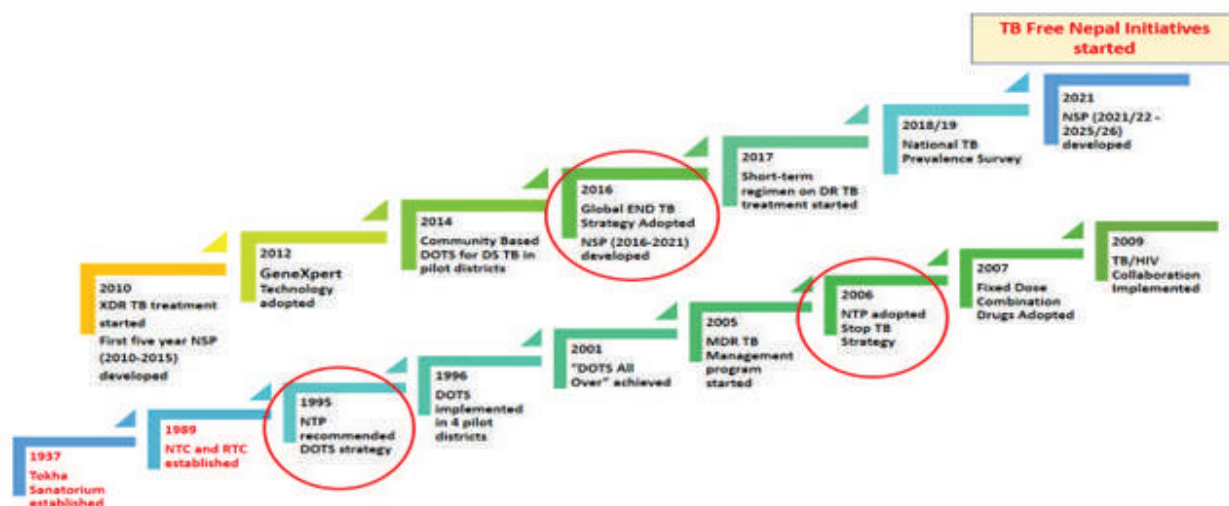 TB Free Nepal Initiatives
started
1937
Tokha
Sanatorium
established
1989
NTC and RTC
established
1995
NTP
recommended
DOTS strategy
1996
DOTS
implemented
in 4 pilot
districts
2001
"DOTS All
Over" achieved
2005
MDR TB
Management
program
started
2006
NTP adopted
Stop TB
Strategy
2007
Fixed Dose
Combination
Drugs Adopted
2009
TB/HIV
Collaboration
Implemented
2010
XDR TB treatment
started
First five year NSP
(2010-2015)
developed
2012
GeneXpert
Technology
adopted
2014
Community Based
DOTS for DS TB in
pilot districts
2016
Global END TB
Strategy Adopted
NSP (2016-2021)
developed
2017
Short-term
regimen on DR TB
treatment started
2018/19
National TB
Prevalence Survey
2021
NSP (2021/22 -
2025/26)
developed